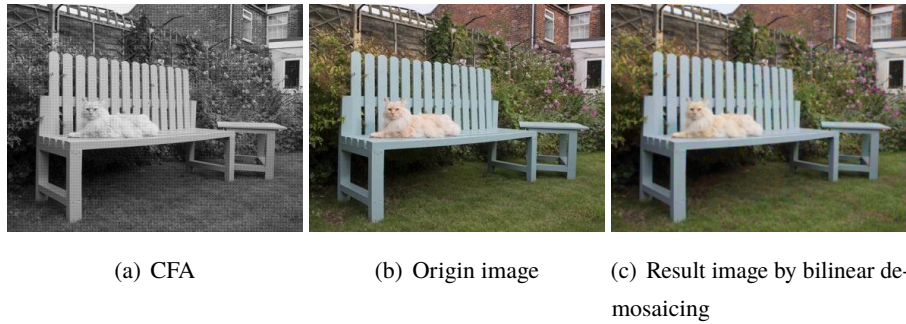 (a) CFA
(b) Origin image
(c) Result image by bilinear de-
mosaicing